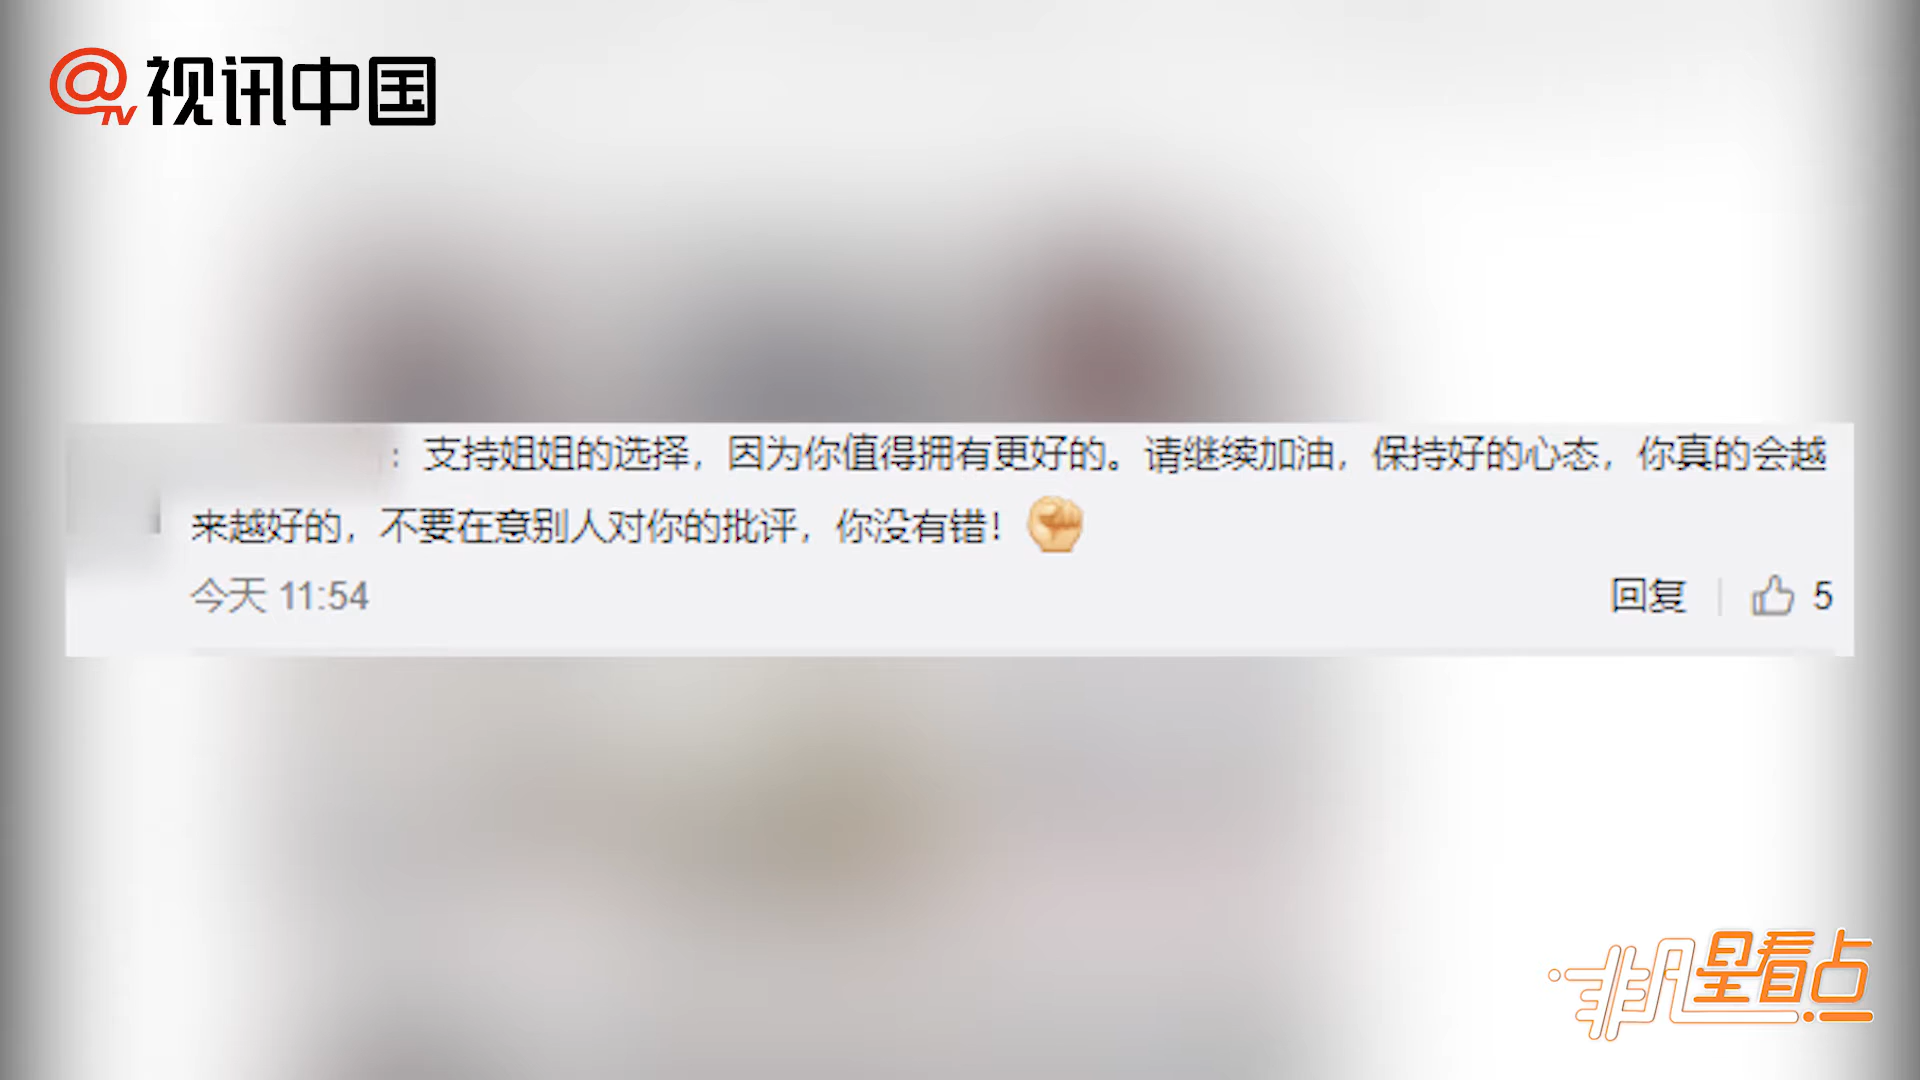 @TV 视讯中国
：支持姐姐的选择，因为你值得拥有更好的。请继续加油，保持好的心态，你真的会越
来越好的，不要在意别人对你的批评，你没有错！
今天 11:54
回复 5
非凡星看点